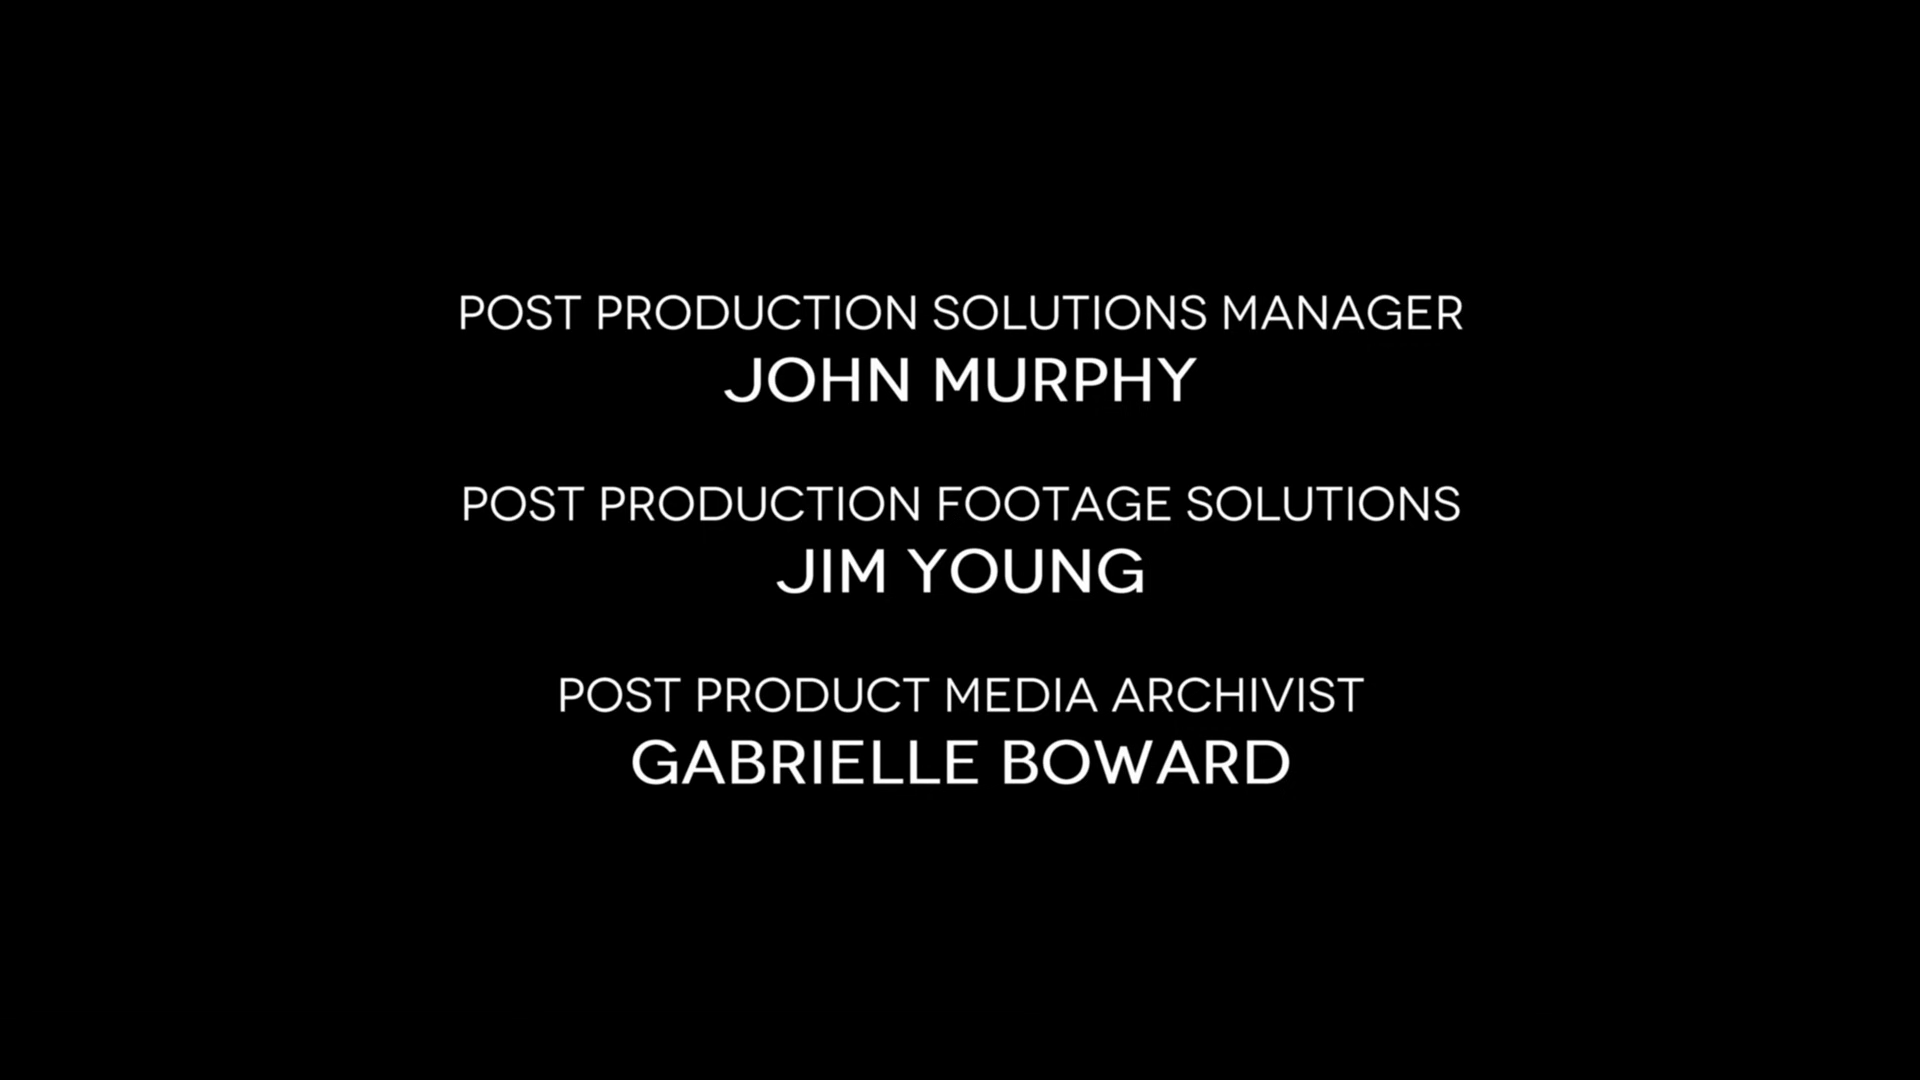 POST PRODUCTION SOLUTIONS MANAGER
JOHN MURPHY
POST PRODUCTION FOOTAGE SOLUTIONS
JIM YOUNG
POST PRODUCT MEDIA ARCHIVIST
GABRIELLE BOWARD